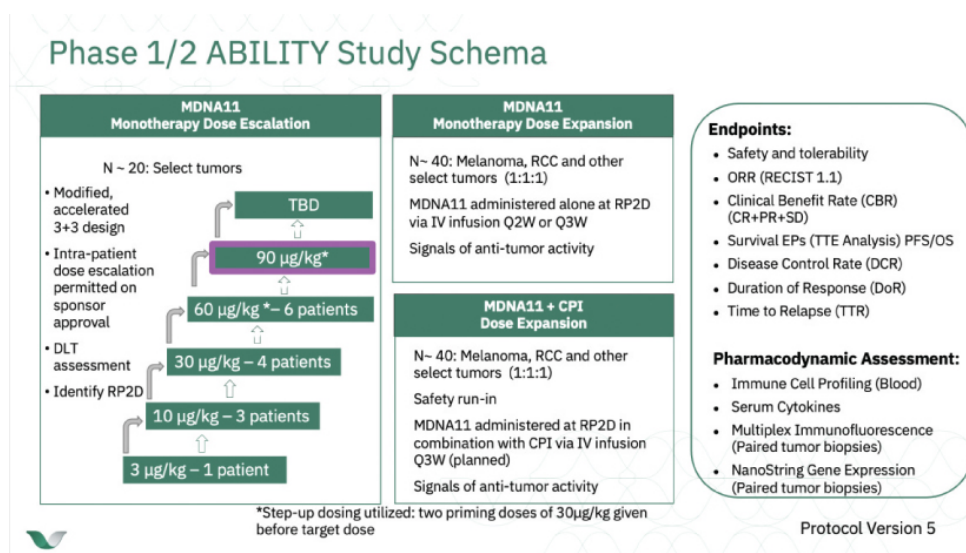 Phase 1/2 ABILITY Study Schema
MDNA11
Monotherapy Dose Escalation
N ~ 20: Select tumors
• Modified,
accelerated
3+3 design
• Intra-patient
dose escalation
permitted on
sponsor
approval
• DLT
assessment
• Identify RP2D
TBD
90 µg/kg*
60 µg/kg *– 6 patients
30 µg/kg – 4 patients
10 µg/kg – 3 patients
3 µg/kg – 1 patient
MDNA11
Monotherapy Dose Expansion
N~ 40: Melanoma, RCC and other
select tumors (1:1:1)
MDNA11 administered alone at RP2D
via IV infusion Q2W or Q3W
Signals of anti-tumor activity
MDNA11 + CPI
Dose Expansion
N~ 40: Melanoma, RCC and other
select tumors (1:1:1)
Safety run-in
MDNA11 administered at RP2D in
combination with CPI via IV infusion
Q3W (planned)
Signals of anti-tumor activity
Endpoints:
• Safety and tolerability
• ORR (RECIST 1.1)
• Clinical Benefit Rate (CBR)
(CR+PR+SD)
• Survival EPs (TTE Analysis) PFS/OS
• Disease Control Rate (DCR)
• Duration of Response (DoR)
• Time to Relapse (TTR)
Pharmacodynamic Assessment:
• Immune Cell Profiling (Blood)
• Serum Cytokines
• Multiplex Immunofluorescence
(Paired tumor biopsies)
• NanoString Gene Expression
(Paired tumor biopsies)
*Step-up dosing utilized: two priming doses of 30µg/kg given
before target dose
Protocol Version 5